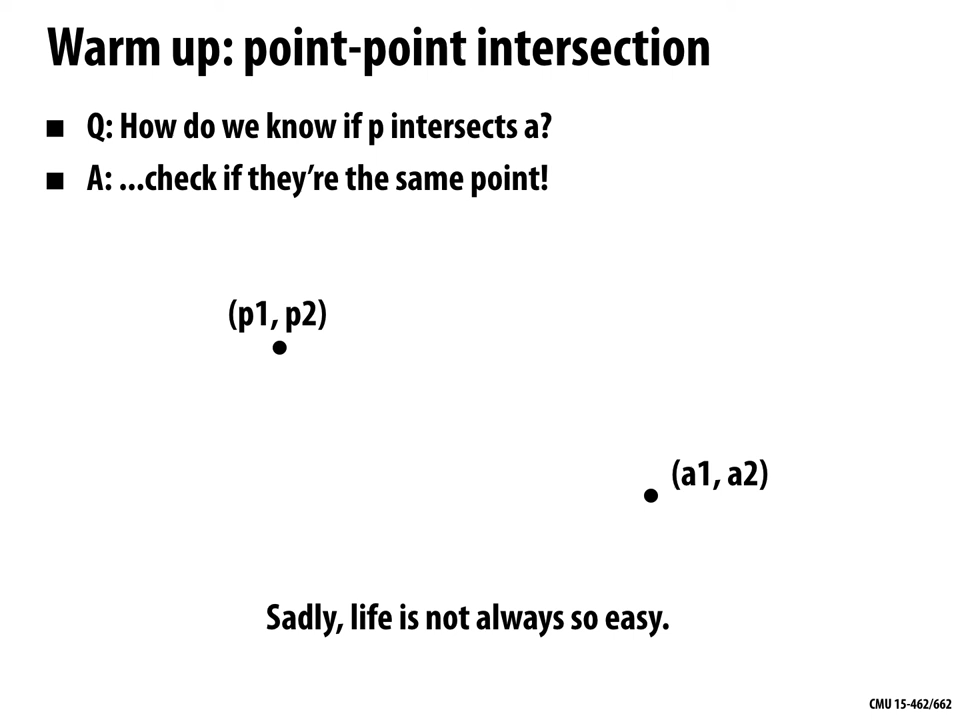 Warm up: point-point intersection
■ Q: How do we know if p intersects a?
■ A: ...check if they're the same point!
(p1, p2)
(a1, a2)
Sadly, life is not always so easy.
CMU 15-462/662